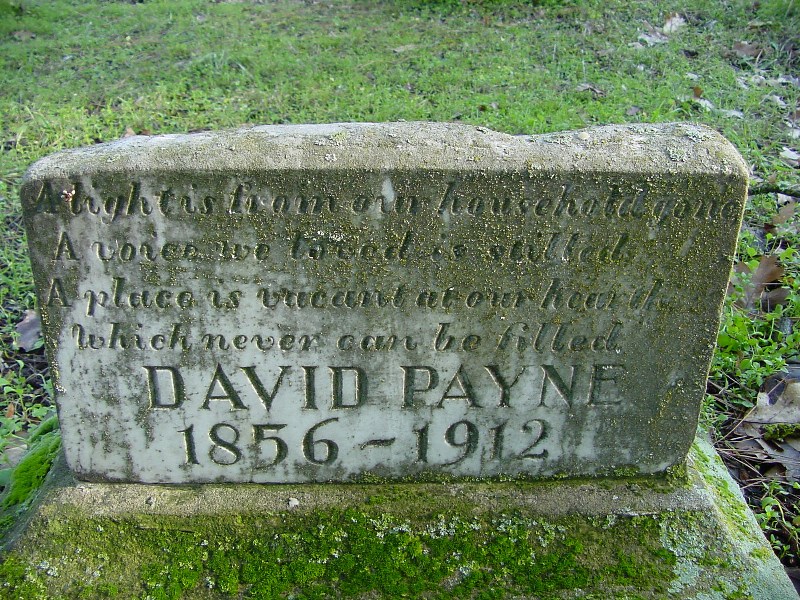 A light is from our household gone
A voice we loved is stilled.
A place is vacant at our hearth
Which never can be filled.
DAVID PAYNE
1856~1912